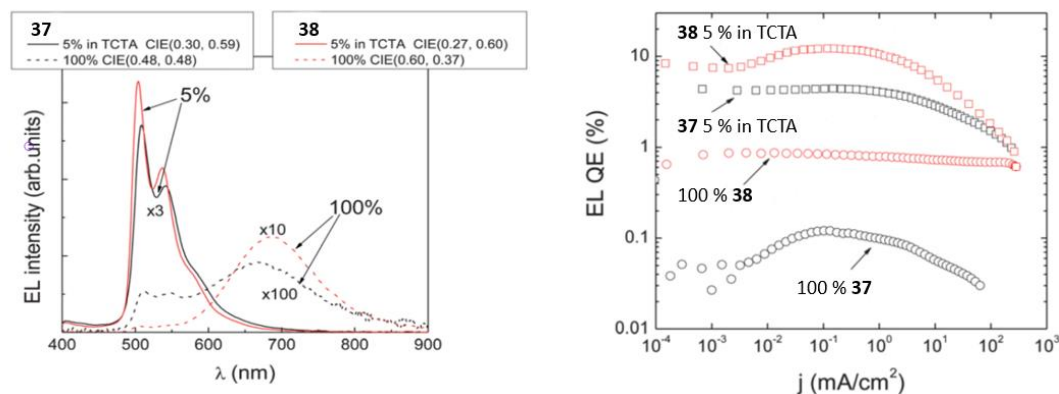 37
5% in TCTA CIE(0.30, 0.59)
100% CIE(0.48, 0.48)
38
5% in TCTA CIE(0.27, 0.60)
100% CIE(0.60, 0.37)
EL intensity (arb.units)
5%
x3
x10
100%
x100
400 500 600 700 800 900
λ (nm)
EL QE (%)
10
1
0.1
0.01
38 5 % in TCTA
37 5 % in TCTA
100 % 38
100 % 37
10⁻⁴ 10⁻³ 10⁻² 10⁻¹ 10⁰ 10¹ 10² 10³
j (mA/cm²)